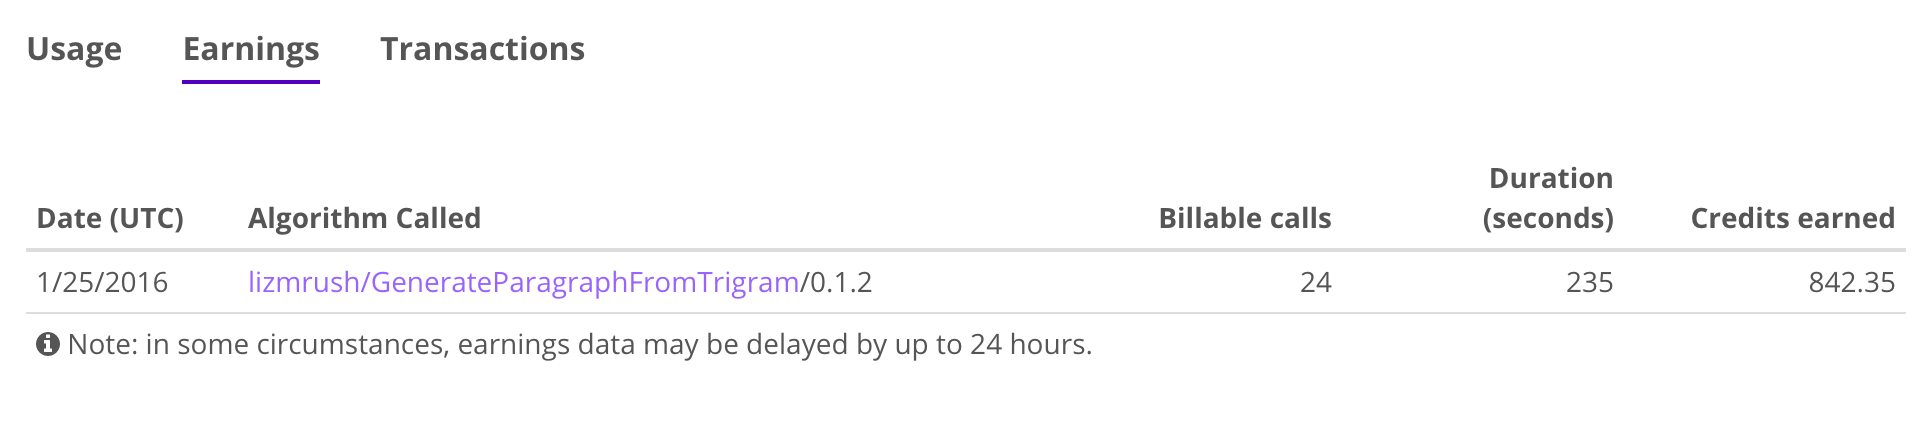 Usage Earnings Transactions
Duration
Date (UTC) Algorithm Called Billable calls (seconds) Credits earned
1/25/2016 lizmrush/GenerateParagraphFromTrigram/0.1.2 24 235 842.35
Note: in some circumstances, earnings data may be delayed by up to 24 hours.